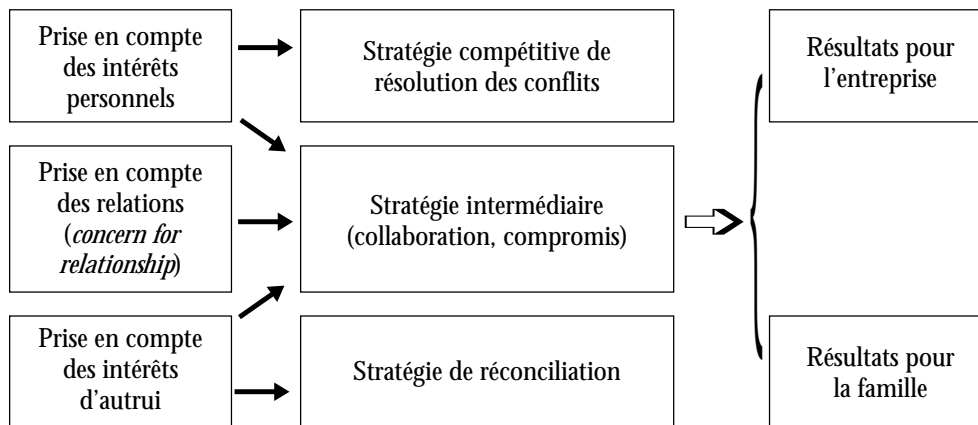 Prise en compte
des intérêts
personnels
Stratégie compétitive de
résolution des conflits
Résultats pour
l'entreprise
Prise en compte
des relations
(concern for
relationship)
Stratégie intermédiaire
(collaboration, compromis)
Prise en compte
des intérêts
d'autrui
Stratégie de réconciliation
Résultats pour
la famille